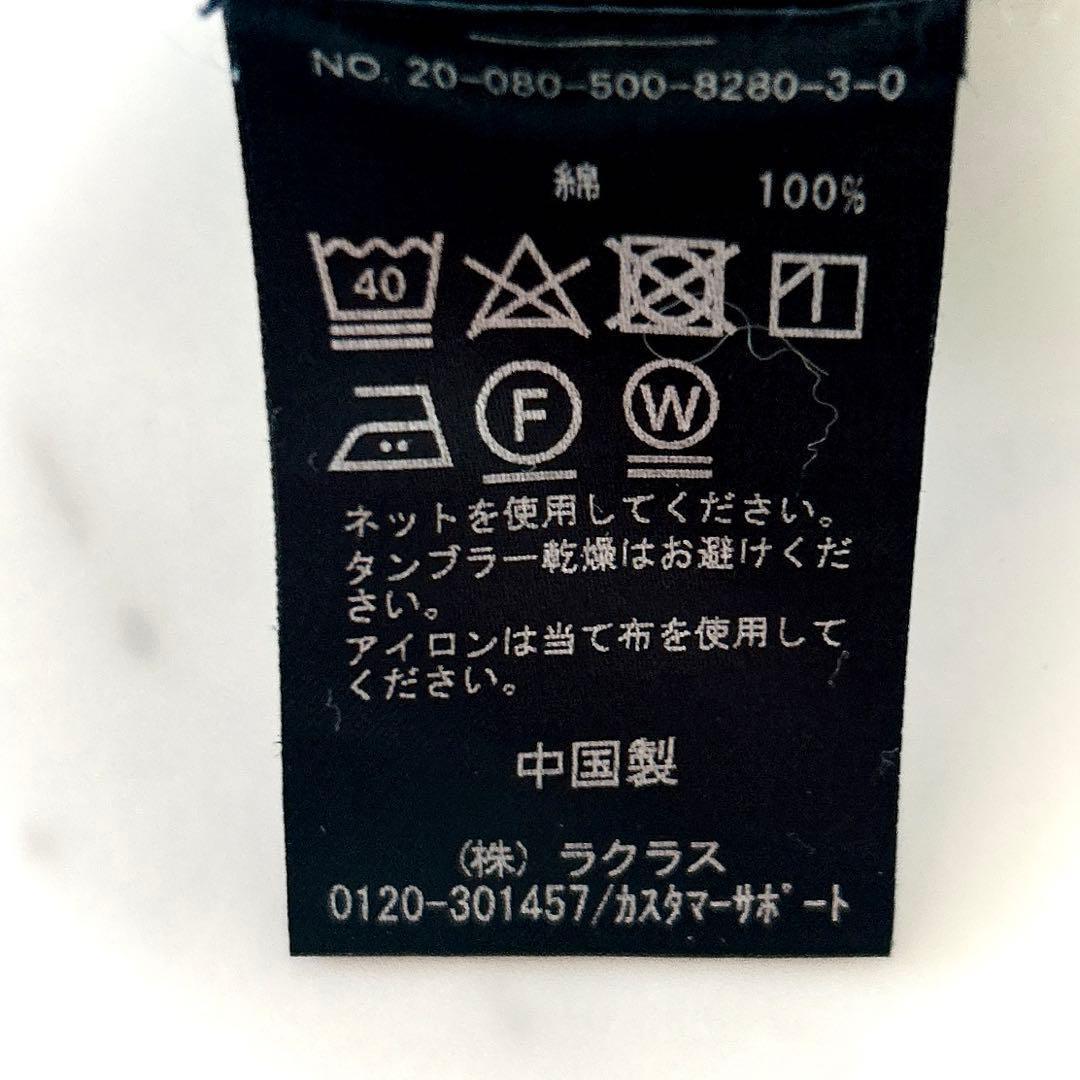 NO. 20-080-500-8280-3-0
綿 100%
40
F
W
ネットを使用してください。
タンブラー乾燥はお避けくだ
さい。
アイロンは当て布を使用して
ください。
中国製
(株) ラクラス
0120-301457/カスタマーサポート